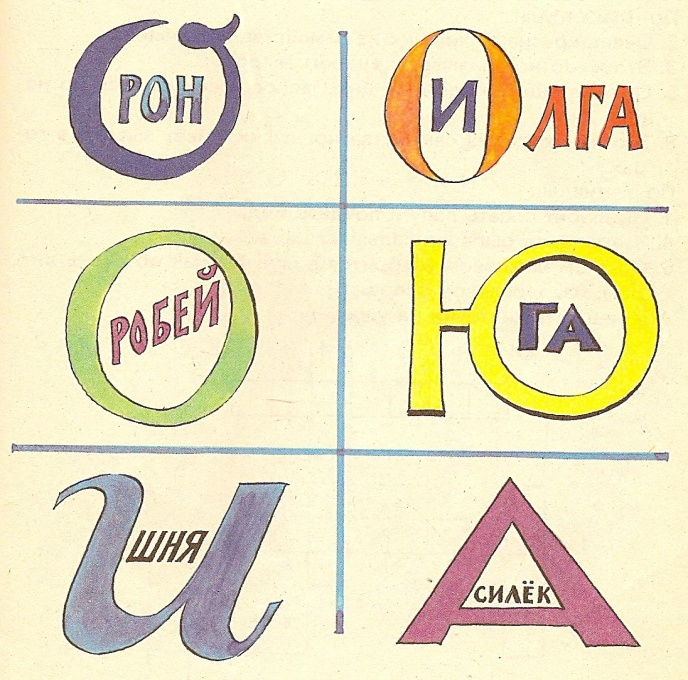 О РОН
О И ЛГА
О РОБЕЙ
Ю ГА
И ШНЯ
А СИЛЁК